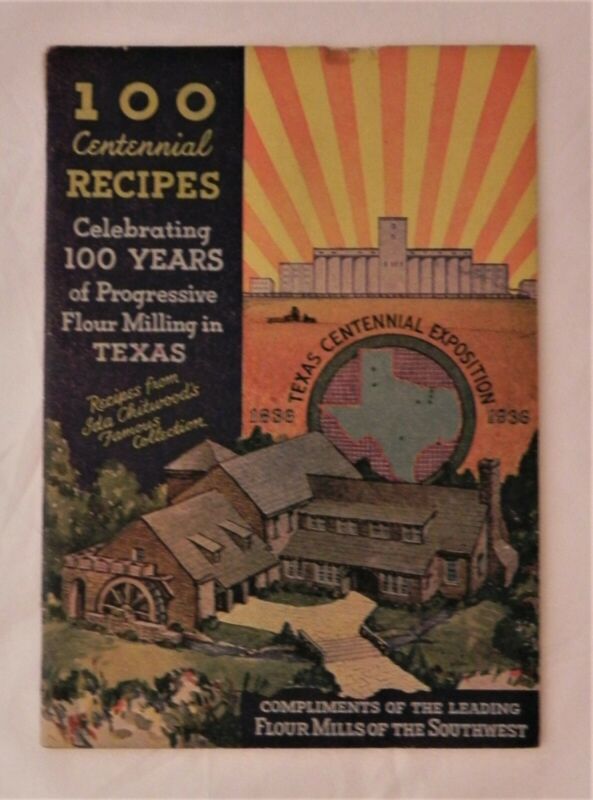 100
Centennial
RECIPES
Celebrating
100 YEARS
of Progressive
Flour Milling in
TEXAS
Recipes from
Ida Chitwood's
Famous
Collection
TEXAS CENTENNIAL EXPOSITION
1836 1936
COMPLIMENTS OF THE LEADING
FLOUR MILLS OF THE SOUTHWEST